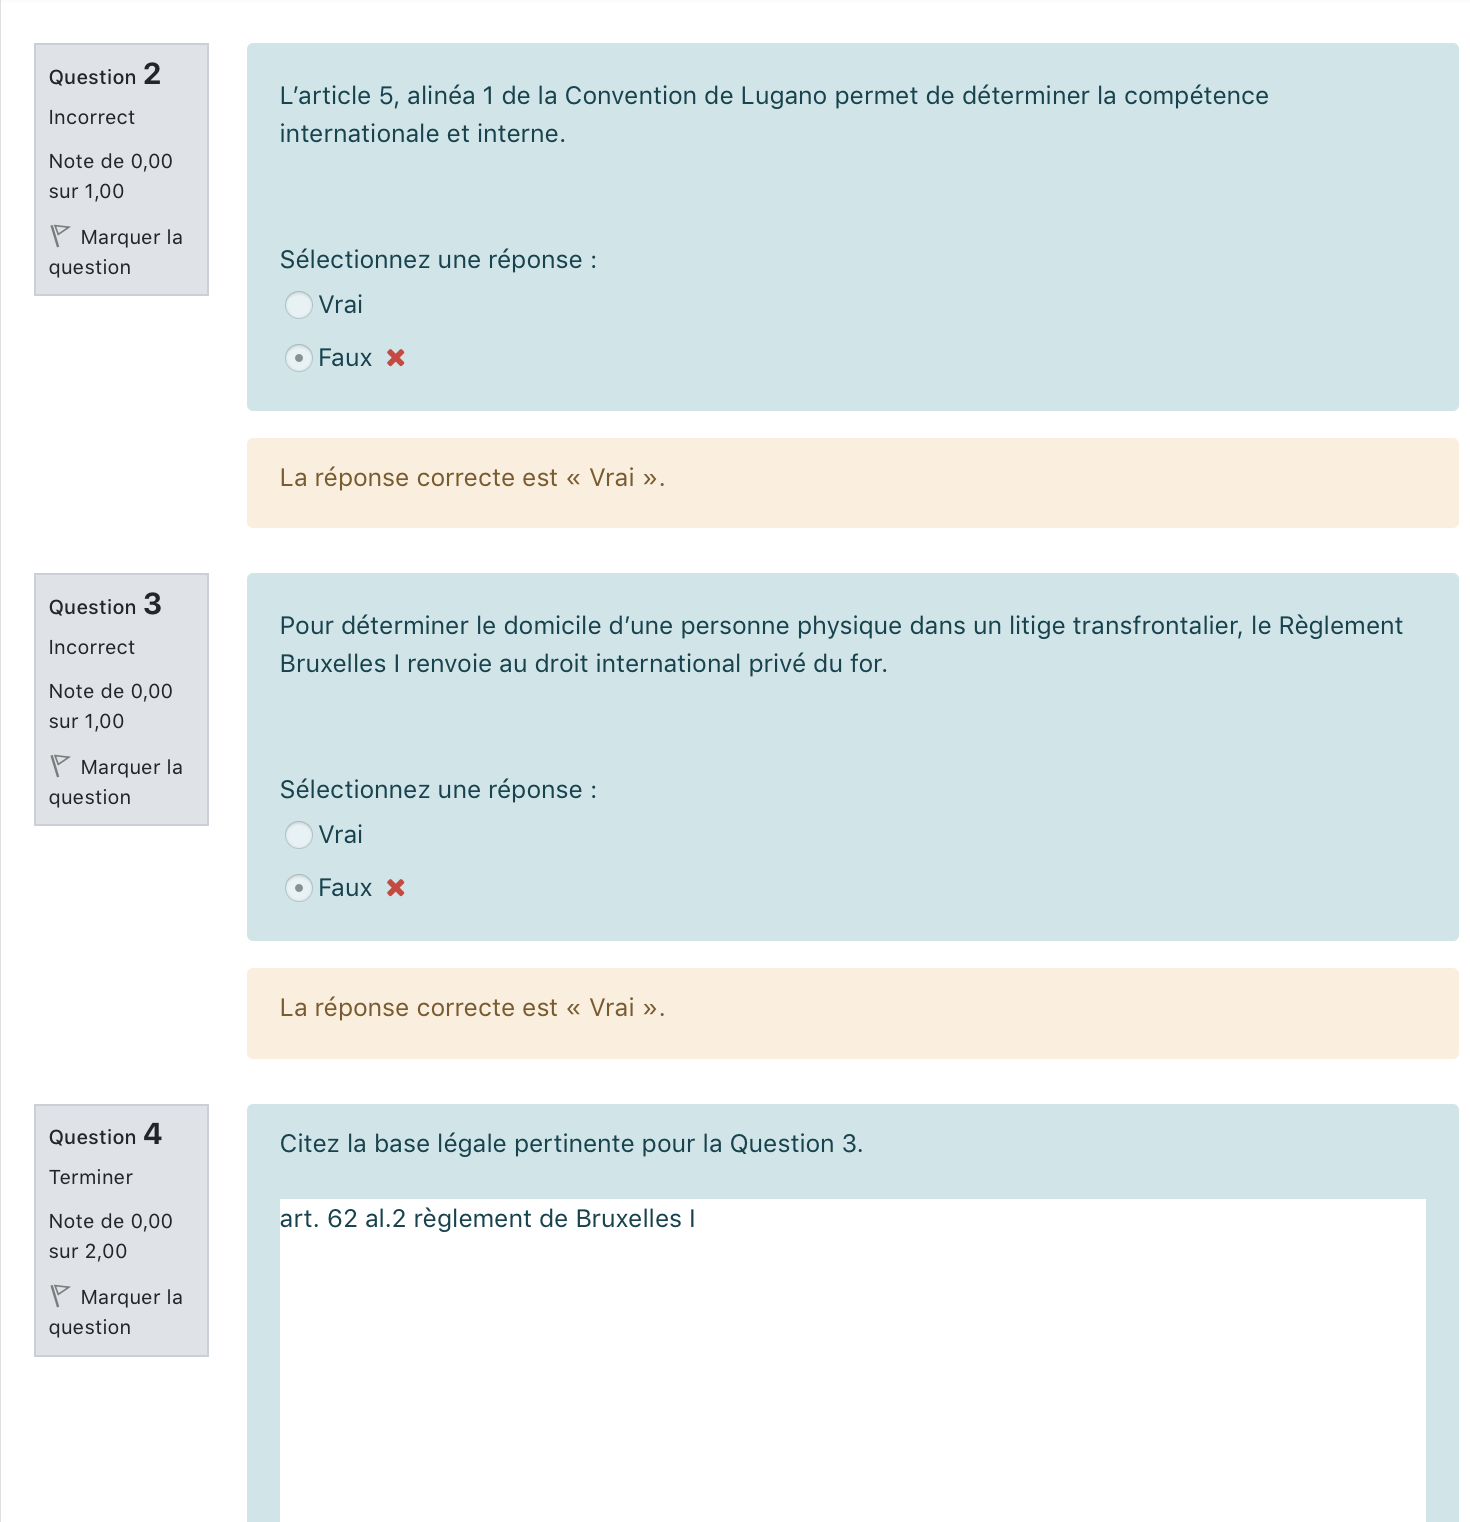 Question 2
Incorrect
Note de 0,00
sur 1,00
Marquer la
question
L'article 5, alinéa 1 de la Convention de Lugano permet de déterminer la compétence
internationale et interne.
Sélectionnez une réponse :
Vrai
Faux
La réponse correcte est « Vrai ».
Question 3
Incorrect
Note de 0,00
sur 1,00
Marquer la
question
Pour déterminer le domicile d'une personne physique dans un litige transfrontalier, le Règlement
Bruxelles I renvoie au droit international privé du for.
Sélectionnez une réponse :
Vrai
Faux
La réponse correcte est « Vrai ».
Question 4
Terminer
Note de 0,00
sur 2,00
Marquer la
question
Citez la base légale pertinente pour la Question 3.
art. 62 al.2 règlement de Bruxelles I